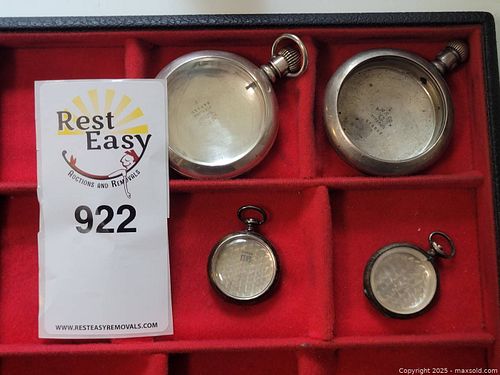 Rest
Easy
Auctions and Removals
922
www.resteasyremovals.com
Copyright 2025 - maxsold.com